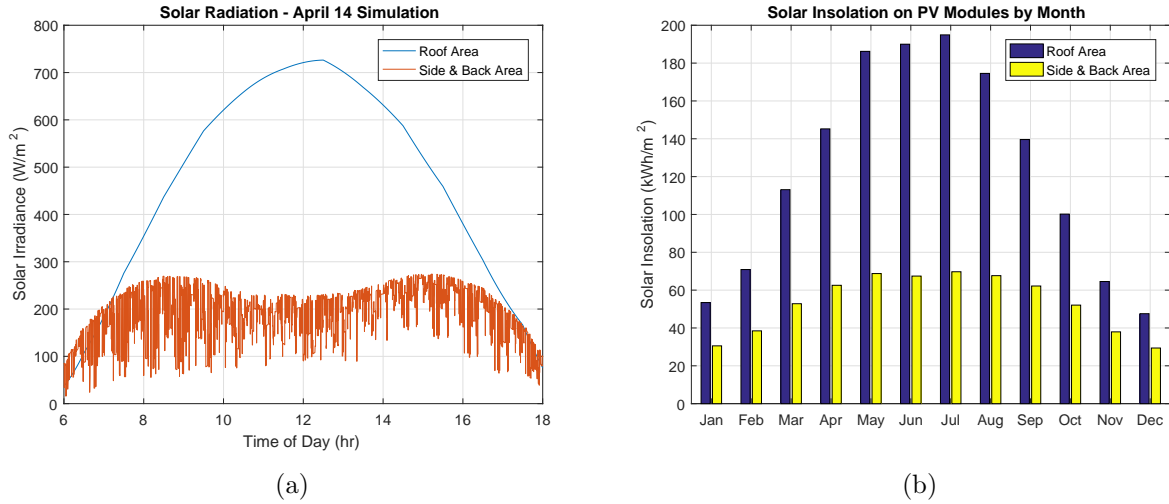 Solar Radiation - April 14 Simulation
Roof Area
Side & Back Area
Solar Irradiance (W/m²)
800
700
600
500
400
300
200
100
0
6
8
10
12
14
16
18
Time of Day (hr)
(a)
Solar Insolation on PV Modules by Month
Roof Area
Side & Back Area
Solar Insolation (kWh/m²)
200
180
160
140
120
100
80
60
40
20
0
Jan
Feb
Mar
Apr
May
Jun
Jul
Aug
Sep
Oct
Nov
Dec
(b)